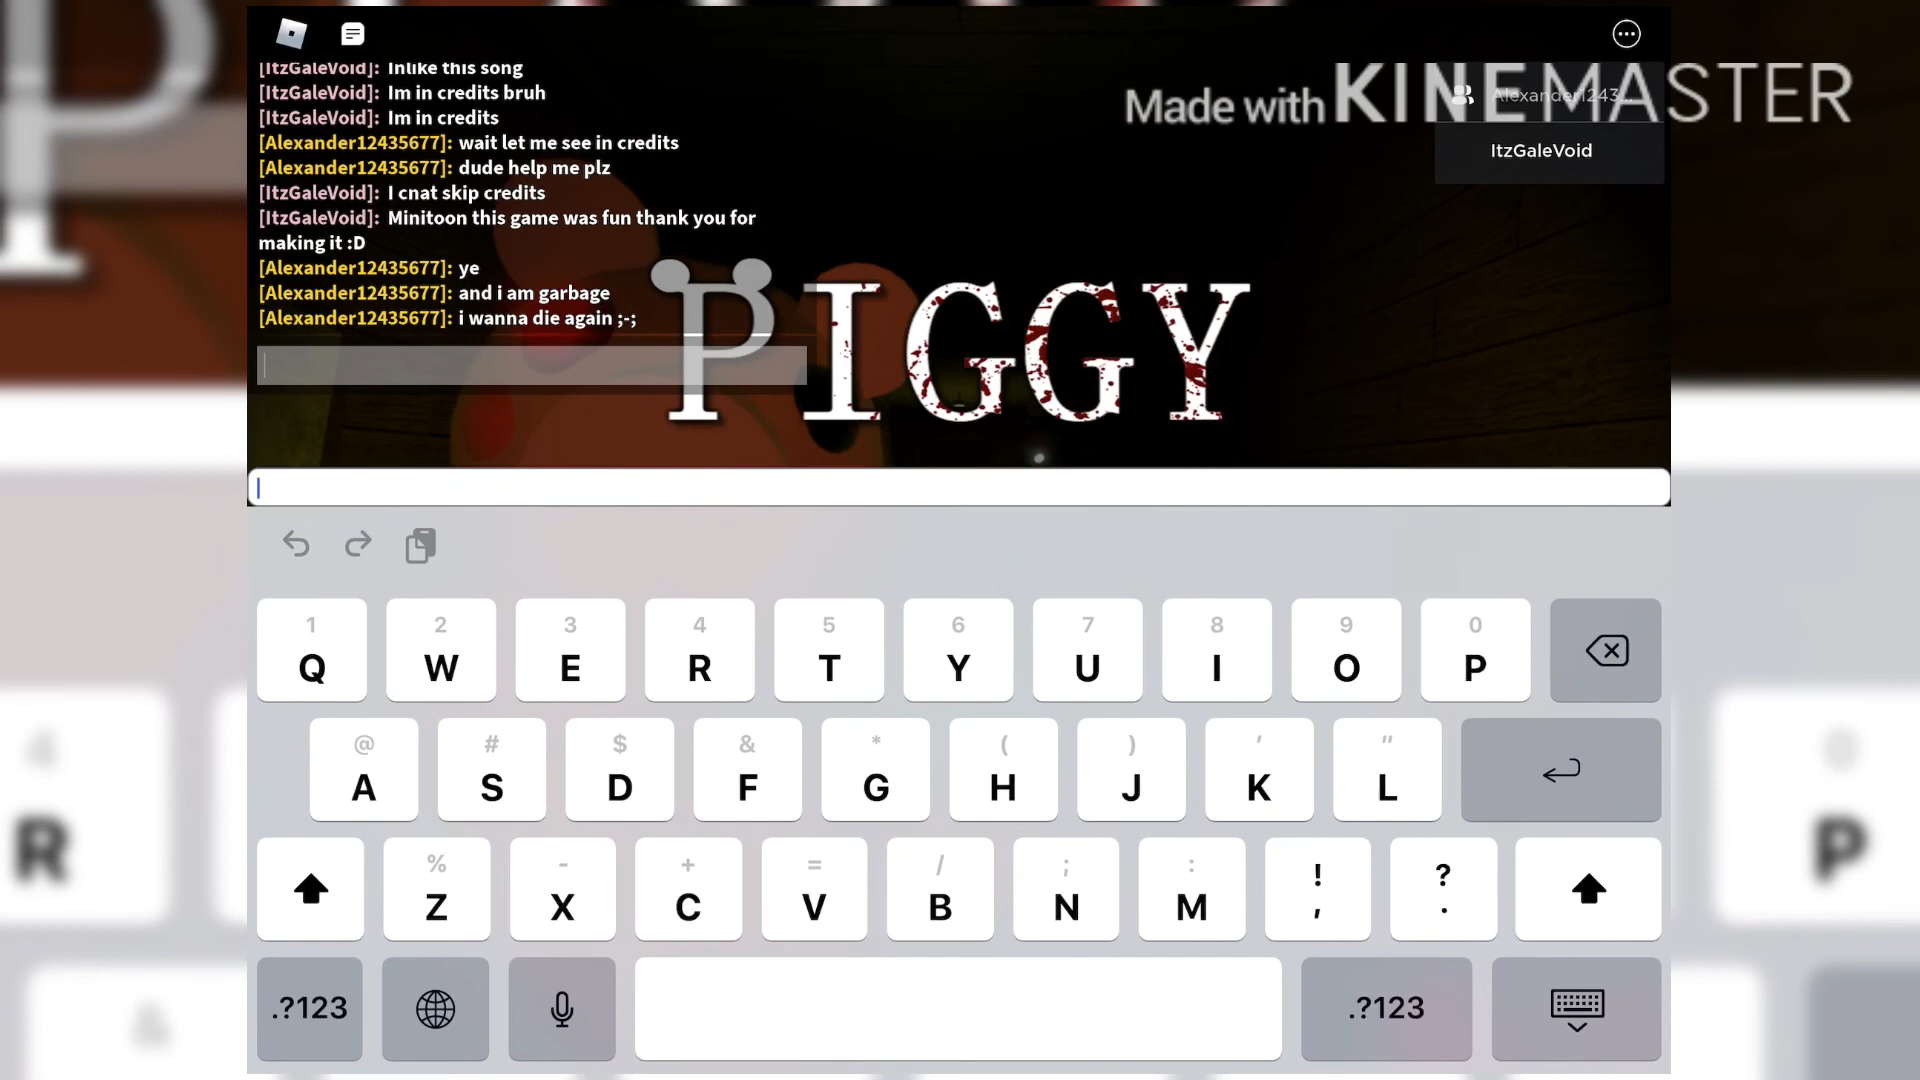 [ItzGaleVoid]: Inlike this song
[ItzGaleVoid]: Im in credits bruh
[ItzGaleVoid]: Im in credits
[Alexander12435677]: wait let me see in credits
[Alexander12435677]: dude help me plz
[ItzGaleVoid]: I cnat skip credits
[ItzGaleVoid]: Minitoon this game was fun thank you for
making it :D
[Alexander12435677]: ye
[Alexander12435677]: and i am garbage
[Alexander12435677]: i wanna die again ;-;
Made with KINEMASTER
Alexander1243...
ItzGaleVoid
PIGGY
1 2 3 4 5 6 7 8 9 0
Q W E R T Y U I O P
@ # $ & * ( ) ' "
A S D F G H J K L
% - + = / ; : ! ?
Z X C V B N M , .
.?123 .?123
4 0
R P
&